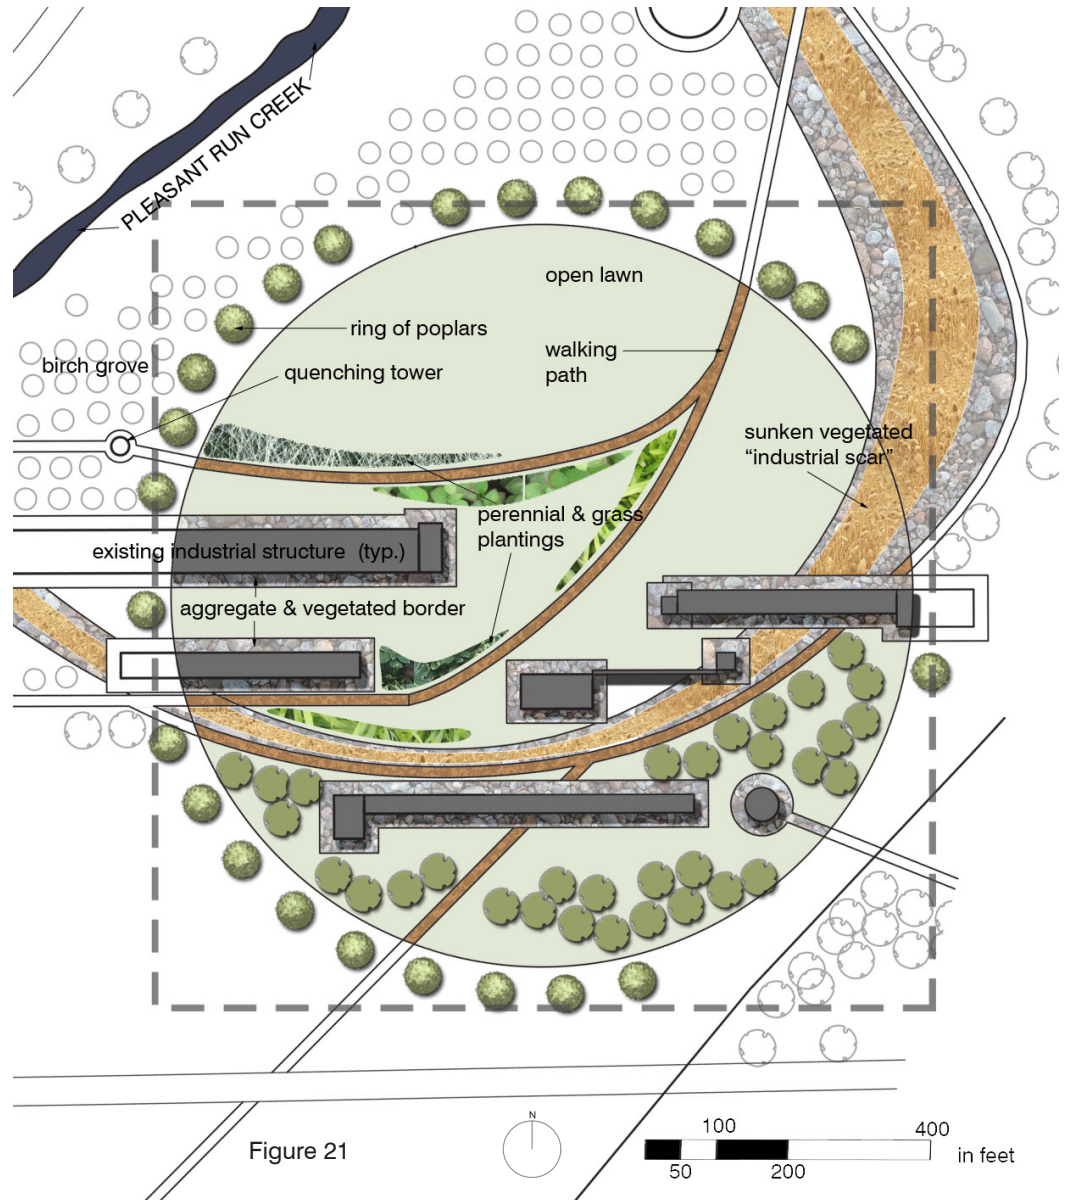 PLEASANT RUN CREEK
open lawn
ring of poplars
walking
path
birch grove
quenching tower
sunken vegetated
“industrial scar”
perennial & grass
plantings
existing industrial structure (typ.)
aggregate & vegetated border
N
Figure 21
100
400
in feet
50
200